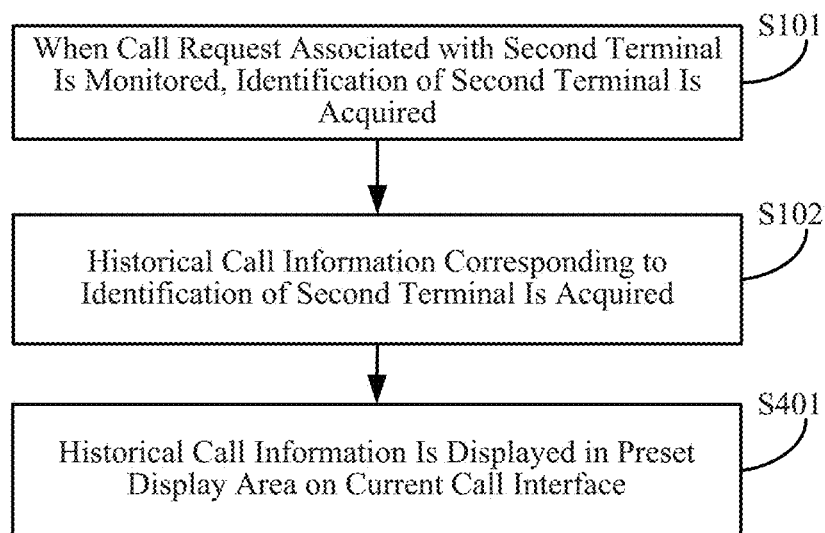 S101
When Call Request Associated with Second Terminal
Is Monitored, Identification of Second Terminal Is
Acquired
S102
Historical Call Information Corresponding to
Identification of Second Terminal Is Acquired
S401
Historical Call Information Is Displayed in Preset
Display Area on Current Call Interface